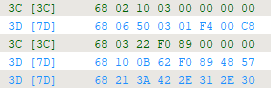 3C [3C] 68 02 10 03 00 00 00 00
3D [7D] 68 06 50 03 01 F4 00 C8
3C [3C] 68 03 22 F0 89 00 00 00
3D [7D] 68 10 0B 62 F0 89 48 57
3D [7D] 68 21 3A 42 2E 31 2E 30